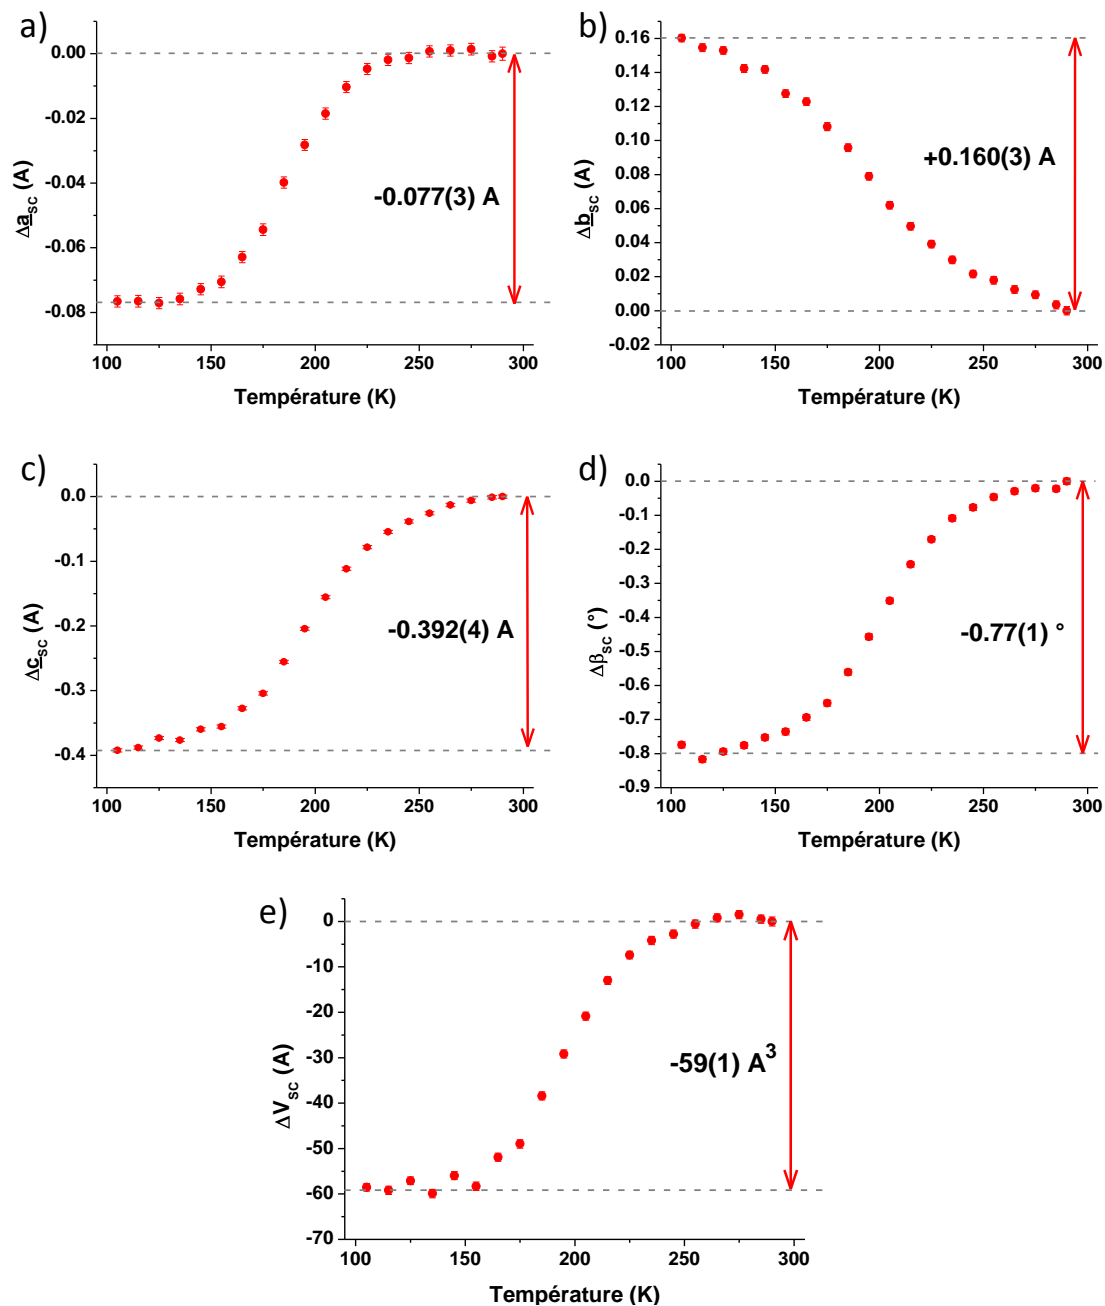 a)
0.00
-0.02
-0.04
-0.06
-0.08
Δa_sc (A)
-0.077(3) A
100 150 200 250 300
Température (K)
b)
0.16
0.14
0.12
0.10
0.08
0.06
0.04
0.02
0.00
-0.02
Δb_sc (A)
+0.160(3) A
100 150 200 250 300
Température (K)
c)
0.0
-0.1
-0.2
-0.3
-0.4
Δc_sc (A)
-0.392(4) A
100 150 200 250 300
Température (K)
d)
0.0
-0.1
-0.2
-0.3
-0.4
-0.5
-0.6
-0.7
-0.8
-0.9
Δβ_sc (°)
-0.77(1) °
100 150 200 250 300
Température (K)
e)
0
-10
-20
-30
-40
-50
-60
-70
ΔV_sc (A)
-59(1) A^3
100 150 200 250 300
Température (K)